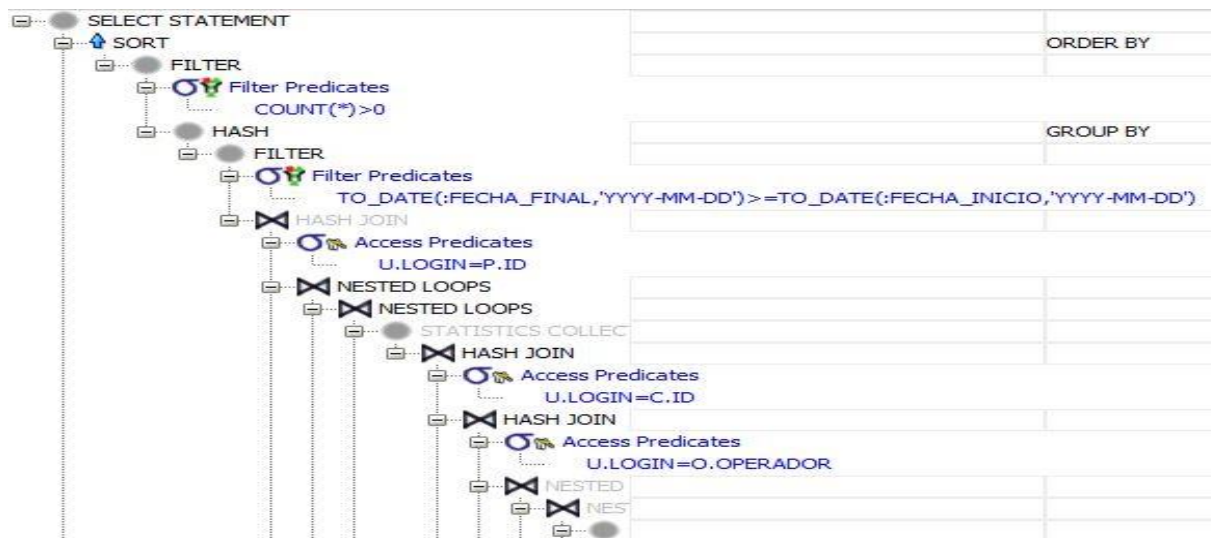 SELECT STATEMENT
SORT ORDER BY
FILTER
Filter Predicates
COUNT(*)>0
HASH GROUP BY
FILTER
Filter Predicates
TO_DATE(:FECHA_FINAL,'YYYY-MM-DD')>=TO_DATE(:FECHA_INICIO,'YYYY-MM-DD')
HASH JOIN
Access Predicates
U.LOGIN=P.ID
NESTED LOOPS
NESTED LOOPS
STATISTICS COLLEC
HASH JOIN
Access Predicates
U.LOGIN=C.ID
HASH JOIN
Access Predicates
U.LOGIN=O.OPERADOR
NESTED
NES